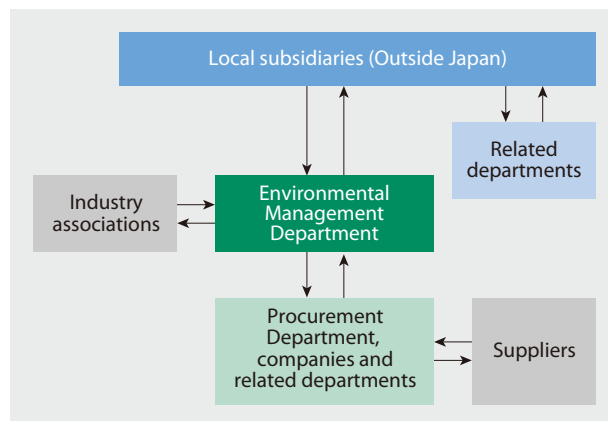 Local subsidiaries (Outside Japan)
Related
departments
Industry
associations
Environmental
Management
Department
Procurement
Department,
companies and
related departments
Suppliers